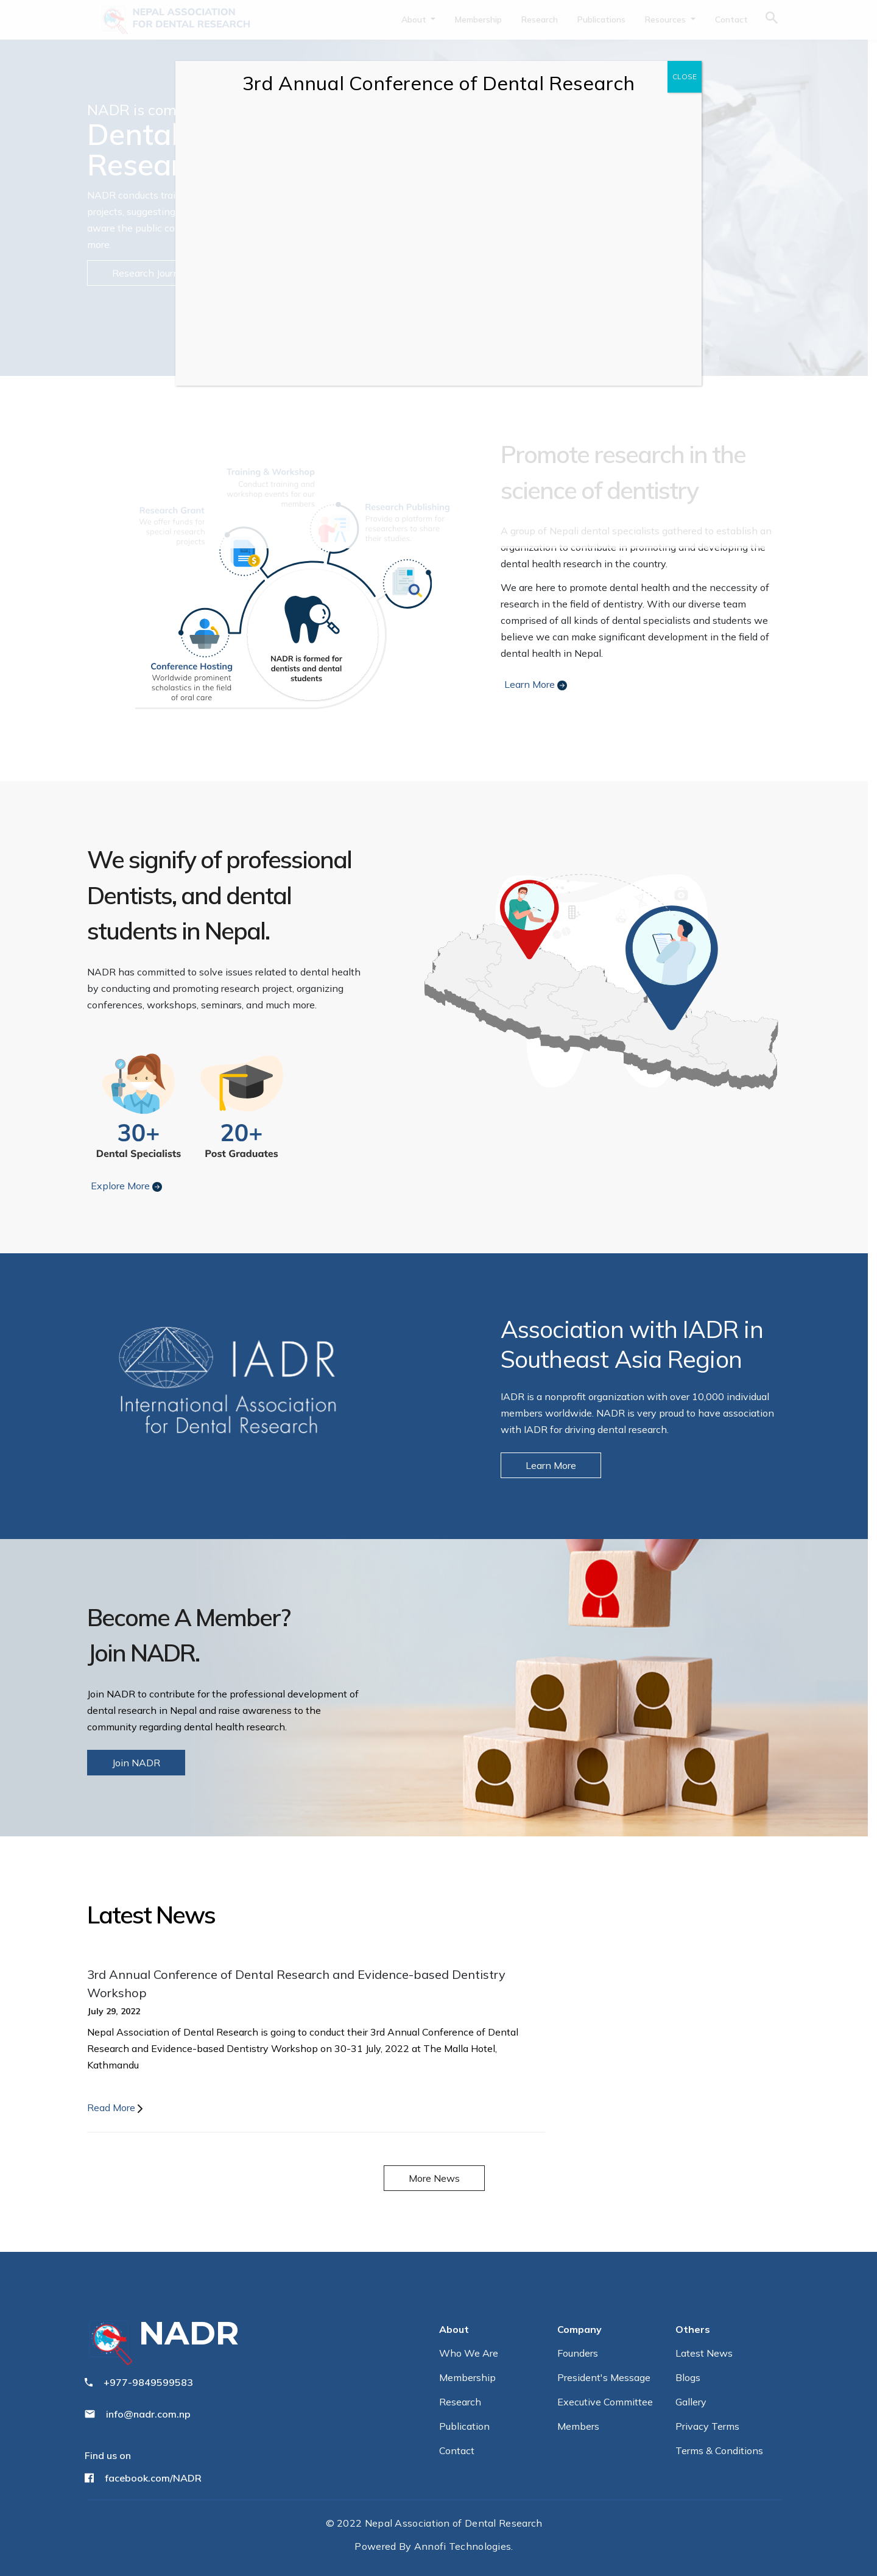 NEPAL ASSOCIATION
FOR DENTAL RESEARCH
About
Membership
Research
Publications
Resources
Contact
3rd Annual Conference of Dental Research
CLOSE
NADR is com
Dental
Resear
NADR conducts trai
projects, suggesting
aware the public co
more
Research Jour
Training & Workshop
Conduct training and
workshop events for our
members
Research Grant
We offer funds for
special research
projects
Research Publishing
Provide a platform for
researchers to share
their studies
Conference Hosting
Worldwide prominent
scholastics in the field
of oral care
NADR is formed for
dentists and dental
students
Promote research in the
science of dentistry
A group of Nepali dental specialists gathered to establish an
organization to contribute in promoting and developing the
dental health research in the country.
We are here to promote dental health and the neccessity of
research in the field of dentistry. With our diverse team
comprised of all kinds of dental specialists and students we
believe we can make significant development in the field of
dental health in Nepal.
Learn More
We signify of professional
Dentists, and dental
students in Nepal.
NADR has committed to solve issues related to dental health
by conducting and promoting research project, organizing
conferences, workshops, seminars, and much more.
30+
Dental Specialists
20+
Post Graduates
Explore More
IADR
International Association
for Dental Research
Association with IADR in
Southeast Asia Region
IADR is a nonprofit organization with over 10,000 individual
members worldwide. NADR is very proud to have association
with IADR for driving dental research.
Learn More
Become A Member?
Join NADR.
Join NADR to contribute for the professional development of
dental research in Nepal and raise awareness to the
community regarding dental health research.
Join NADR
Latest News
3rd Annual Conference of Dental Research and Evidence-based Dentistry
Workshop
July 29, 2022
Nepal Association of Dental Research is going to conduct their 3rd Annual Conference of Dental
Research and Evidence-based Dentistry Workshop on 30-31 July, 2022 at The Malla Hotel,
Kathmandu
Read More
More News
NADR
+977-9849599583
info@nadr.com.np
Find us on
facebook.com/NADR
About
Who We Are
Membership
Research
Publication
Contact
Company
Founders
President's Message
Executive Committee
Members
Others
Latest News
Blogs
Gallery
Privacy Terms
Terms & Conditions
© 2022 Nepal Association of Dental Research
Powered By Annofi Technologies.